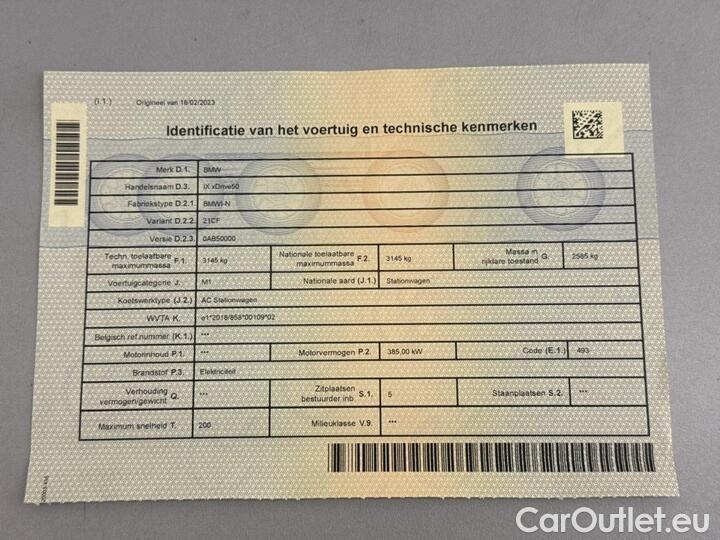 (I.1.) Origineel van 16/02/2023
Identificatie van het voertuig en technische kenmerken
Merk D.1. BMW
Handelsnaam D.3. IX xDrive50
Fabriekstype D.2.1. BMWI-N
Variant D.2.2. 21CF
Versie D.2.3. 0AB50000
Techn. toelaatbare maximummassa F.1. 3145 kg Nationale toelaatbare maximummassa F.2. 3145 kg Massa in rijklare toestand G. 2585 kg
Voertuigcategorie J. M1 Nationale aard (J.1.) Stationwagen
Koetswerktype (J.2.) AC Stationwagen
WVTA K. e1*2018/858*00109*02
Belgisch ref.nummer (K.1.) ***
Motorinhoud P.1. *** Motorvermogen P.2. 385,00 kW Code (E.1.) 493
Brandstof P.3. Elektriciteit
Verhouding vermogen/gewicht Q. *** Zitplaatsen bestuurder inb S.1. 5 Staanplaatsen S.2. ***
Maximum snelheid T. 200 Milieuklasse V.9. ***
CarOutlet.eu